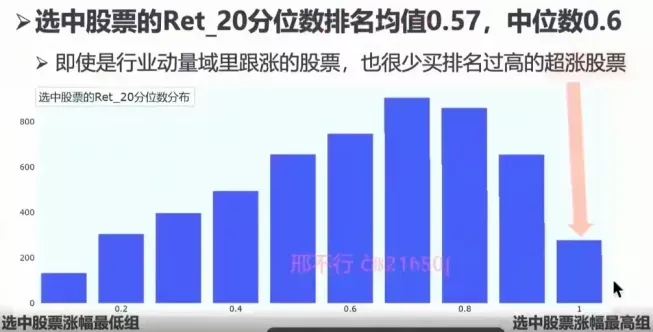 ➢选中股票的Ret_20分位数排名均值0.57，中位数0.6
➢即使是行业动量域里跟涨的股票，也很少买排名过高的超涨股票
选中股票的Ret_20分位数分布
800
600
400
200
0
邢不行
0.2 0.4 0.6 0.8 1
选中股票涨幅最低组 选中股票涨幅最高组